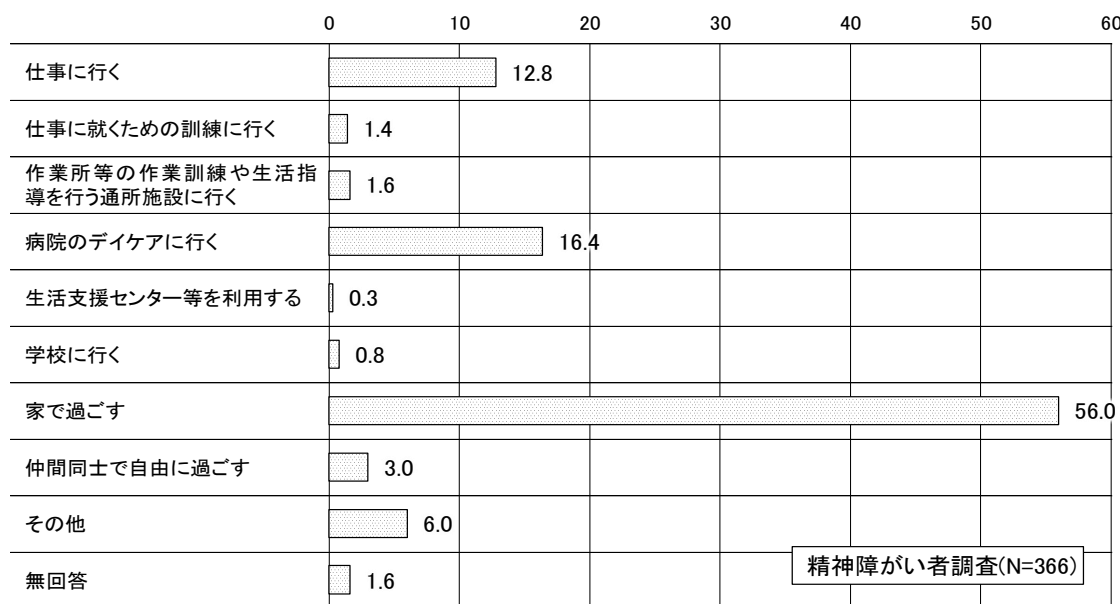 0 10 20 30 40 50 60
仕事に行く 12.8
仕事に就くための訓練に行く 1.4
作業所等の作業訓練や生活指
導を行う通所施設に行く 1.6
病院のデイケアに行く 16.4
生活支援センター等を利用する 0.3
学校に行く 0.8
家で過ごす 56.0
仲間同士で自由に過ごす 3.0
その他 6.0
無回答 1.6
精神障がい者調査(N=366)